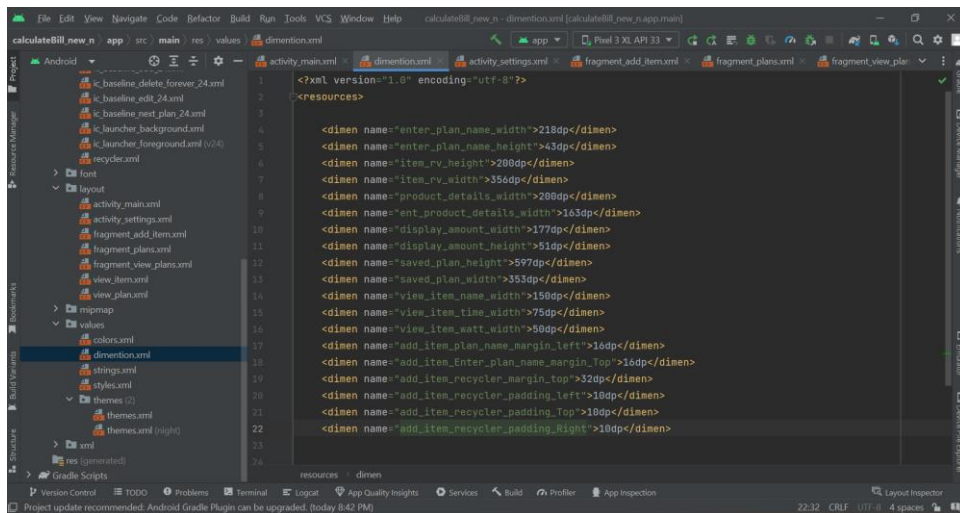 File Edit View Navigate Code Refactor Build Run Tools VCS Window Help calculateBill_new_n - dimention.xml [calculateBill_new_n.app.main]
calculateBill_new_n app src main res values dimention.xml app Pixel 3 XL API 33
Android activity_main.xml dimention.xml activity_settings.xml fragment_add_item.xml fragment_plans.xml fragment_view_plan
Project
Resource Manager
Bookmarks
Build Variants
Structure
ic_baseline_delete_forever_24.xml
ic_baseline_edit_24.xml
ic_baseline_next_plan_24.xml
ic_launcher_background.xml
ic_launcher_foreground.xml (v24)
recycler.xml
font
layout
activity_main.xml
activity_settings.xml
fragment_add_item.xml
fragment_plans.xml
fragment_view_plans.xml
view_item.xml
view_plan.xml
mipmap
values
colors.xml
dimention.xml
strings.xml
styles.xml
themes (2)
themes.xml
themes.xml (night)
xml
res (generated)
Gradle Scripts
1 <?xml version="1.0" encoding="utf-8"?>
2 <resources>
3
4 <dimen name="enter_plan_name_width">218dp</dimen>
5 <dimen name="enter_plan_name_height">43dp</dimen>
6 <dimen name="item_rv_height">200dp</dimen>
7 <dimen name="item_rv_width">356dp</dimen>
8 <dimen name="product_details_width">200dp</dimen>
9 <dimen name="ent_product_details_width">163dp</dimen>
10 <dimen name="display_amount_width">177dp</dimen>
11 <dimen name="display_amount_height">51dp</dimen>
12 <dimen name="saved_plan_height">597dp</dimen>
13 <dimen name="saved_plan_width">353dp</dimen>
14 <dimen name="view_item_name_width">150dp</dimen>
15 <dimen name="view_item_time_width">75dp</dimen>
16 <dimen name="view_item_watt_width">50dp</dimen>
17 <dimen name="add_item_plan_name_margin_left">16dp</dimen>
18 <dimen name="add_item_Enter_plan_name_margin_Top">16dp</dimen>
19 <dimen name="add_item_recycler_margin_top">32dp</dimen>
20 <dimen name="add_item_recycler_padding_left">10dp</dimen>
21 <dimen name="add_item_recycler_padding_Top">10dp</dimen>
22 <dimen name="add_item_recycler_padding_Right">10dp</dimen>
23
24
resources dimen
Version Control TODO Problems Terminal Logcat App Quality Insights Services Build Profiler App Inspection Layout Inspector
Project update recommended: Android Gradle Plugin can be upgraded. (today 8:42 PM) 22:32 CRLF UTF-8 4 spaces